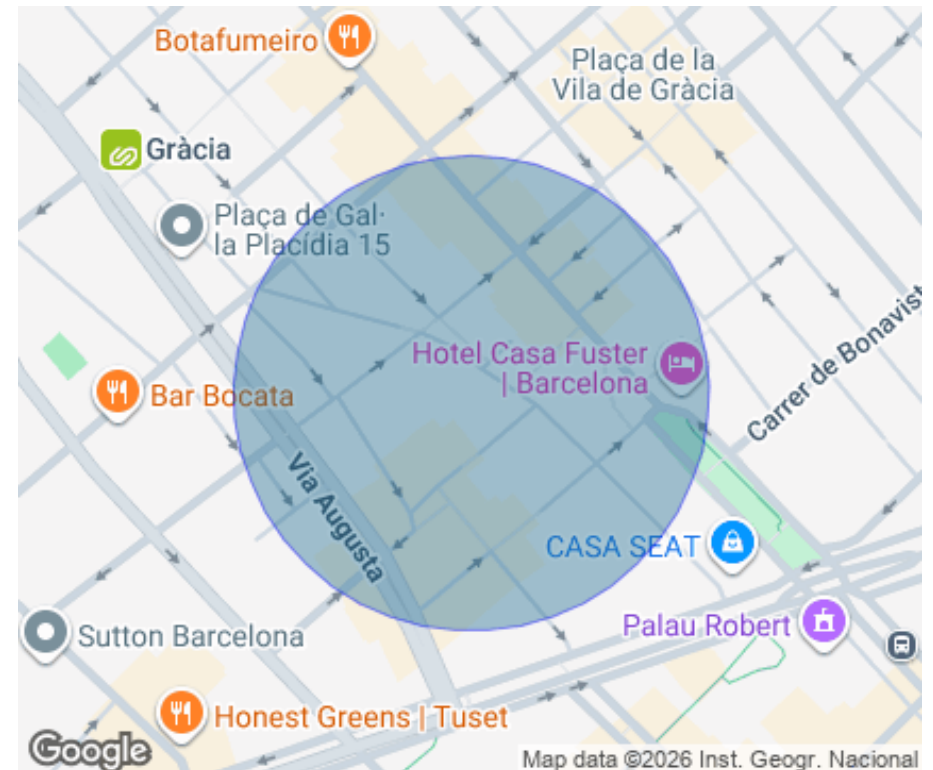 Botafumeiro
Plaça de la
Vila de Gràcia
Gràcia
Plaça de Gal·
la Placídia 15
Hotel Casa Fuster
| Barcelona
Carrer de Bonavist
Bar Bocata
Via Augusta
CASA SEAT
Palau Robert
Sutton Barcelona
Honest Greens | Tuset
Google
Map data ©2026 Inst. Geogr. Nacional